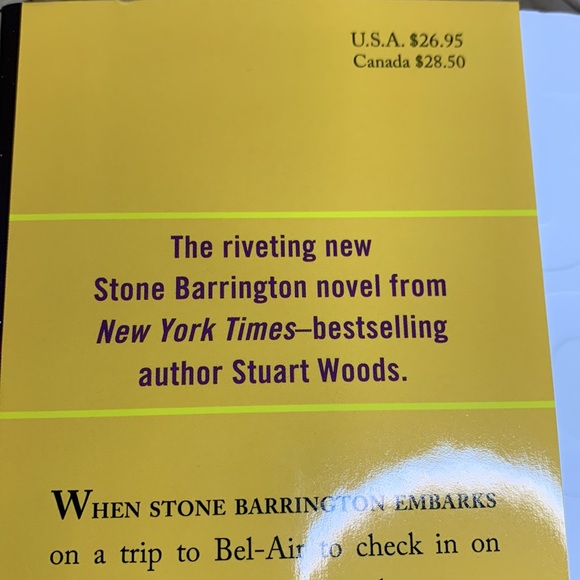 U.S.A. $26.95
Canada $28.50
The riveting new
Stone Barrington novel from
New York Times–bestselling
author Stuart Woods.
WHEN STONE BARRINGTON EMBARKS
on a trip to Bel-Air to check in on